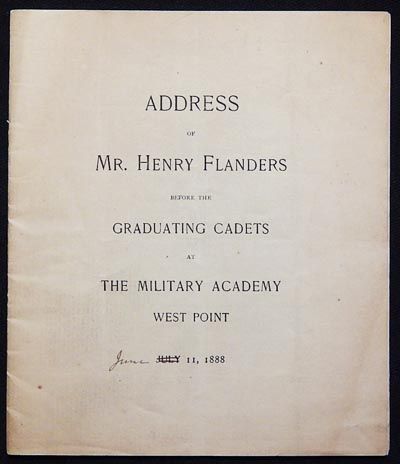 ADDRESS
OF
MR. HENRY FLANDERS
BEFORE THE
GRADUATING CADETS
AT
THE MILITARY ACADEMY
WEST POINT
June JULY 11, 1888